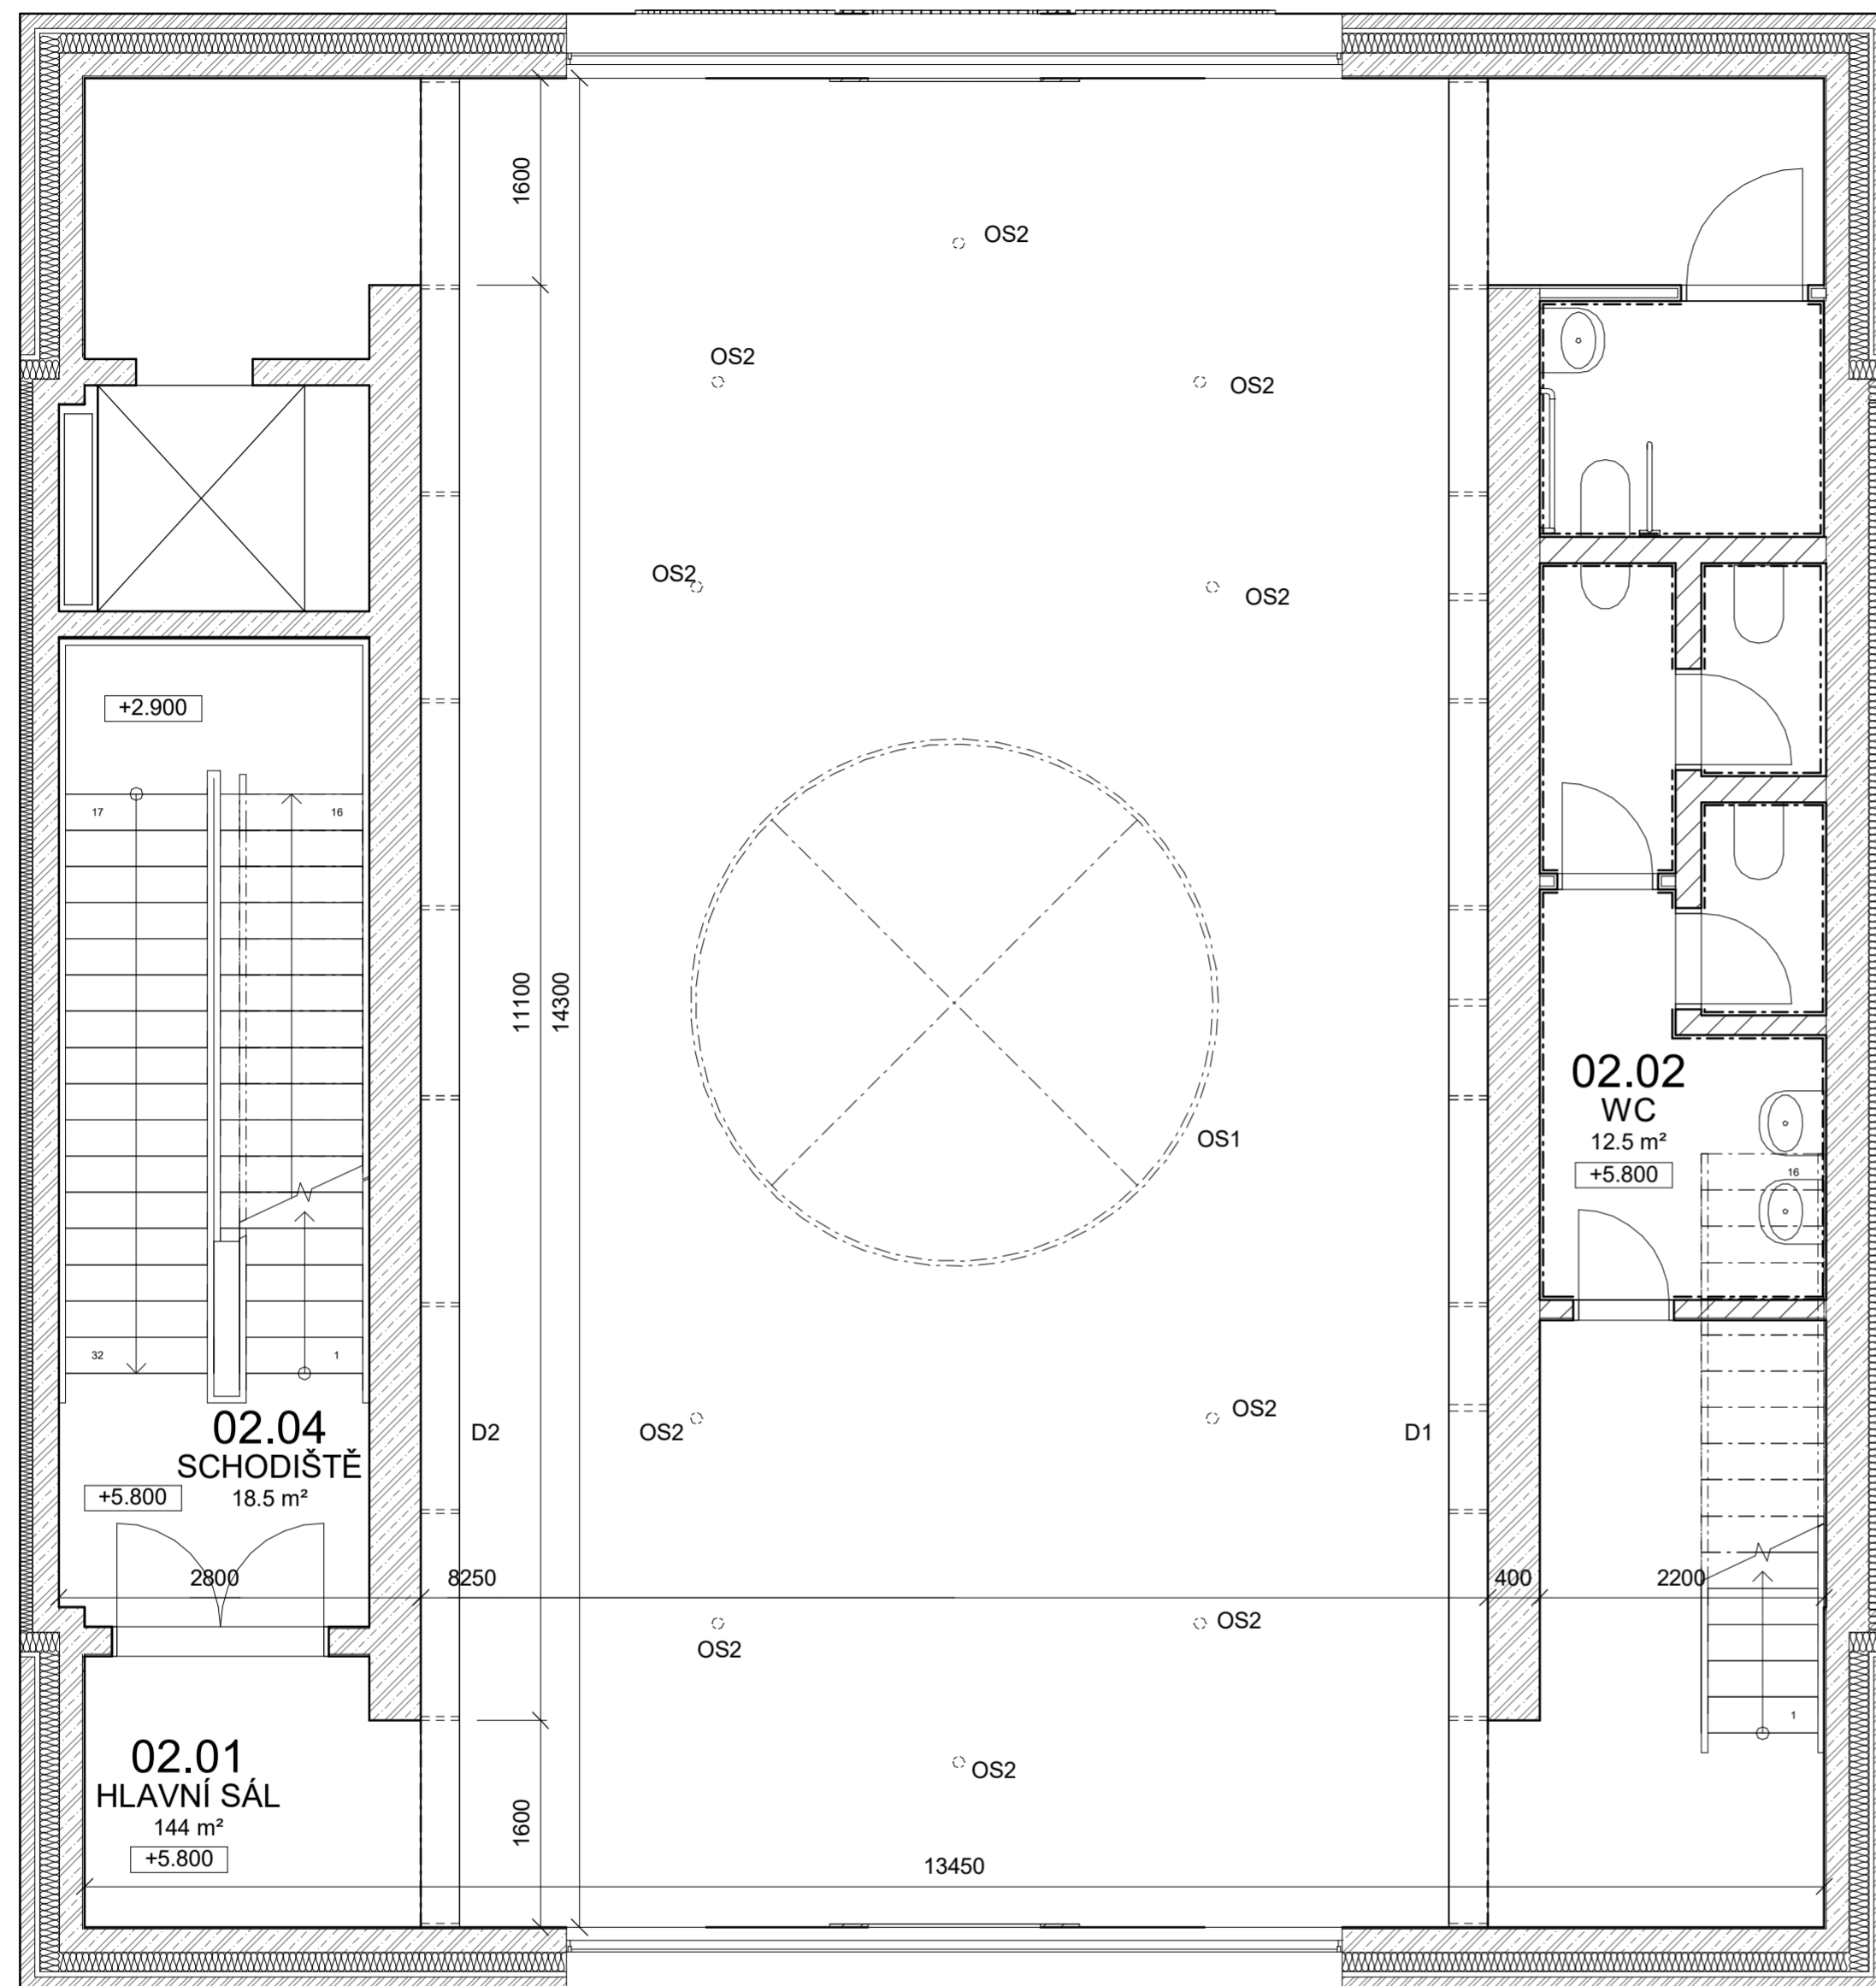 1600
OS2
OS2
OS2
OS2
OS2
+2.900
17
16
11100
14300
02.02
WC
12.5 m²
+5.800
16
OS1
32
1
02.04
SCHODIŠTĚ
18.5 m²
+5.800
D2
OS2
OS2
D1
2800
8250
400
2200
OS2
OS2
1
02.01
HLAVNÍ SÁL
144 m²
+5.800
1600
OS2
13450